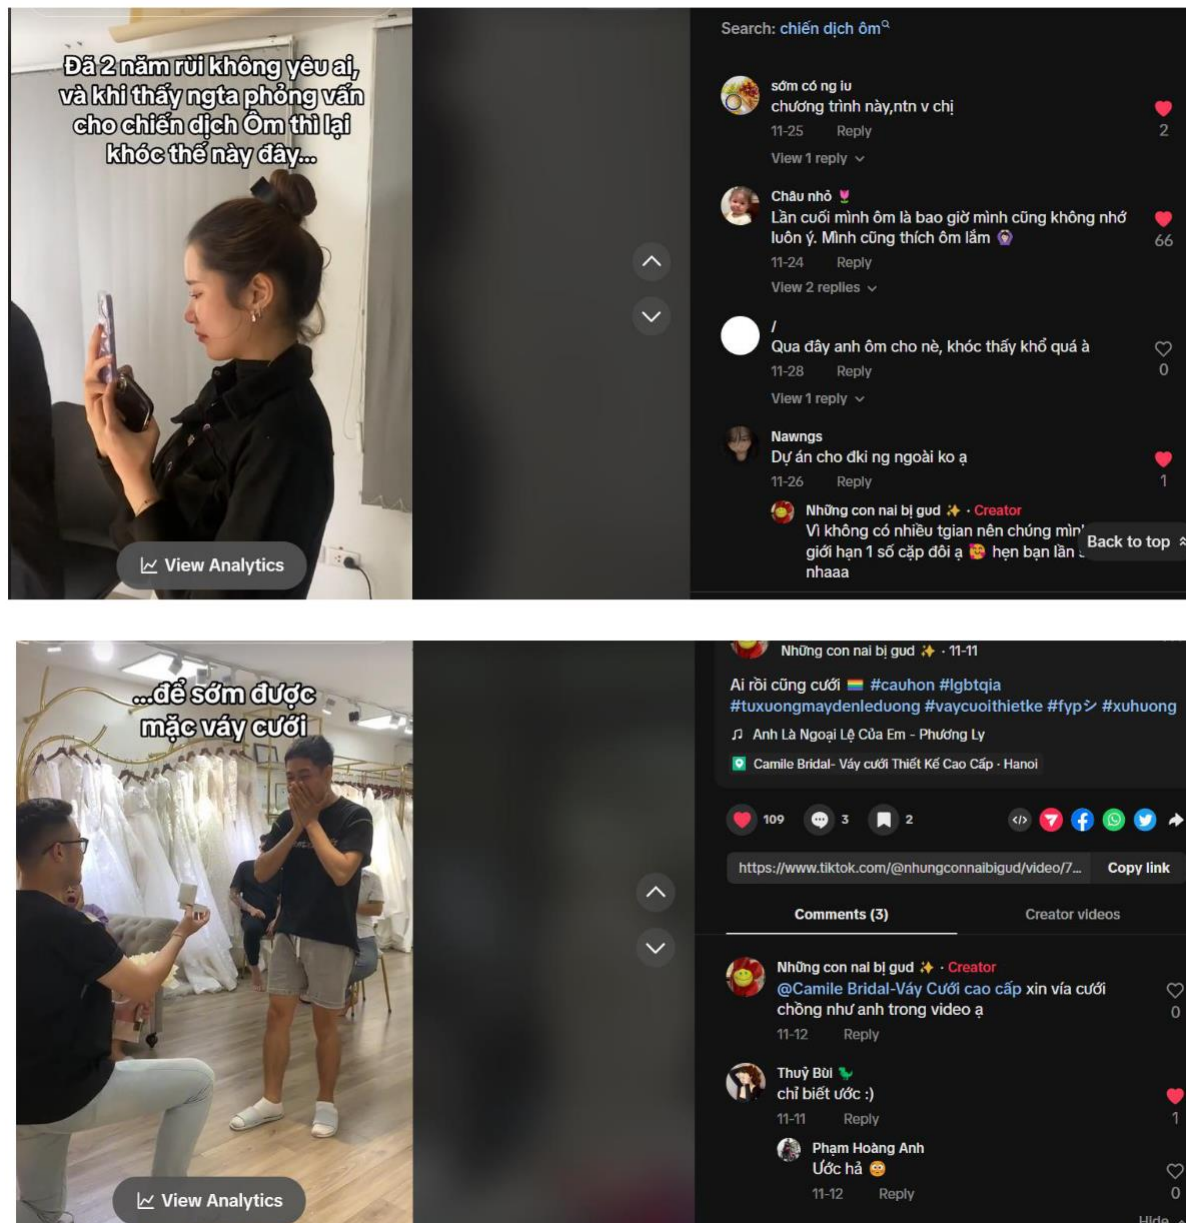 Đã 2 năm rùi không yêu ai,
và khi thấy ngta phỏng vấn
cho chiến dịch Ôm thì lại
khóc thế này đây...
View Analytics
Search: chiến dịch ôm
sớm có ng iu
chương trình này,ntn v chị
11-25 Reply
2
View 1 reply
Châu nhỏ 🌷
Lần cuối mình ôm là bao giờ mình cũng không nhớ
luôn ý. Mình cũng thích ôm lắm 🙆🏻‍♀️
66
11-24 Reply
View 2 replies
/
Qua đây anh ôm cho nè, khóc thấy khổ quá à
11-28 Reply
0
View 1 reply
Nawngs
Dự án cho đki ng ngoài ko ạ
11-26 Reply
1
Những con nai bị gud ✨ · Creator
Vì không có nhiều tgian nên chúng mìn
giới hạn 1 số cặp đôi ạ 🥰 hẹn bạn lần
nhaaa
Back to top
...để sớm được
mặc váy cưới
View Analytics
Những con nai bị gud ✨ · 11-11
Ai rồi cũng cưới 🏳️‍🌈 #cauhon #lgbtqia
#tuxuongmaydenleduong #vaycuoithietke #fypシ #xuhuong
♫ Anh Là Ngoại Lệ Của Em - Phương Ly
Camile Bridal- Váy cưới Thiết Kế Cao Cấp · Hanoi
109 3 2
https://www.tiktok.com/@nhungconnaibigud/video/7... Copy link
Comments (3) Creator videos
Những con nai bị gud ✨ · Creator
@Camile Bridal-Váy Cưới cao cấp xin vía cưới
chồng như anh trong video ạ
0
11-12 Reply
Thuỷ Bùi 🦖
chỉ biết ước :)
11-11 Reply
1
Phạm Hoàng Anh
Ước hả 😳
11-12 Reply
0
Hide